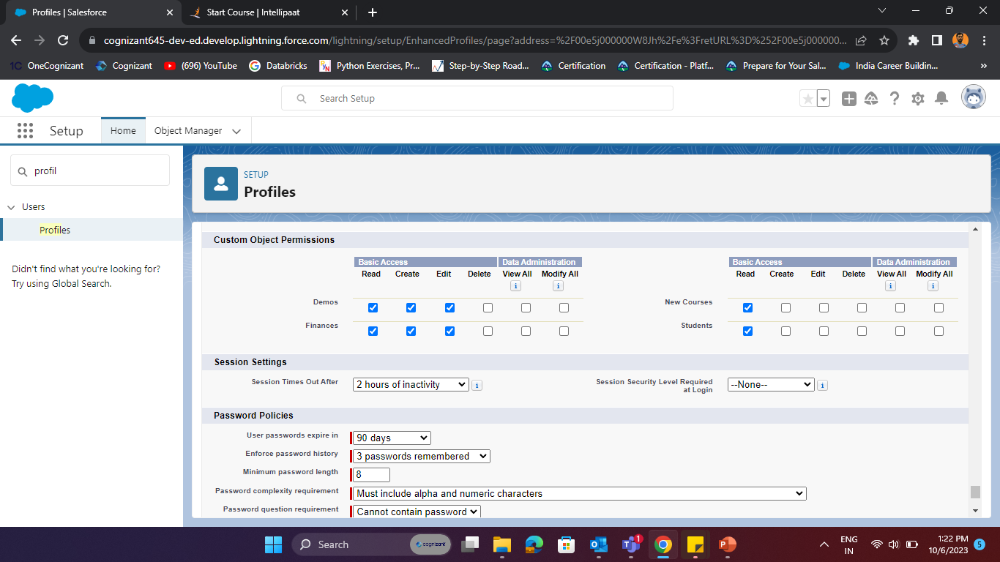 Profiles | Salesforce
Start Course | Intellipaat
cognizant645-dev-ed.develop.lightning.force.com/lightning/setup/EnhancedProfiles/page?address=%2F00e5j000000W8Jh%2Fe%3FretURL%3D%252F00e5j000000...
1C OneCognizant
Cognizant
(696) YouTube
Databricks
Python Exercises, Pr...
Step-by-Step Road...
Certification
Certification - Platf...
Prepare for Your Sal...
India Career Buildin...
»
Search Setup
Setup
Home
Object Manager
profil
Users
Profiles
Didn't find what you're looking for?
Try using Global Search.
SETUP
Profiles
Custom Object Permissions
Basic Access Data Administration
Read Create Edit Delete View All Modify All
Demos
Finances
Basic Access Data Administration
Read Create Edit Delete View All Modify All
New Courses
Students
Session Settings
Session Times Out After 2 hours of inactivity
Session Security Level Required
at Login
--None--
Password Policies
User passwords expire in 90 days
Enforce password history 3 passwords remembered
Minimum password length 8
Password complexity requirement Must include alpha and numeric characters
Password question requirement Cannot contain password
Search
cognizant
1
ENG
IN
1:22 PM
10/6/2023
5